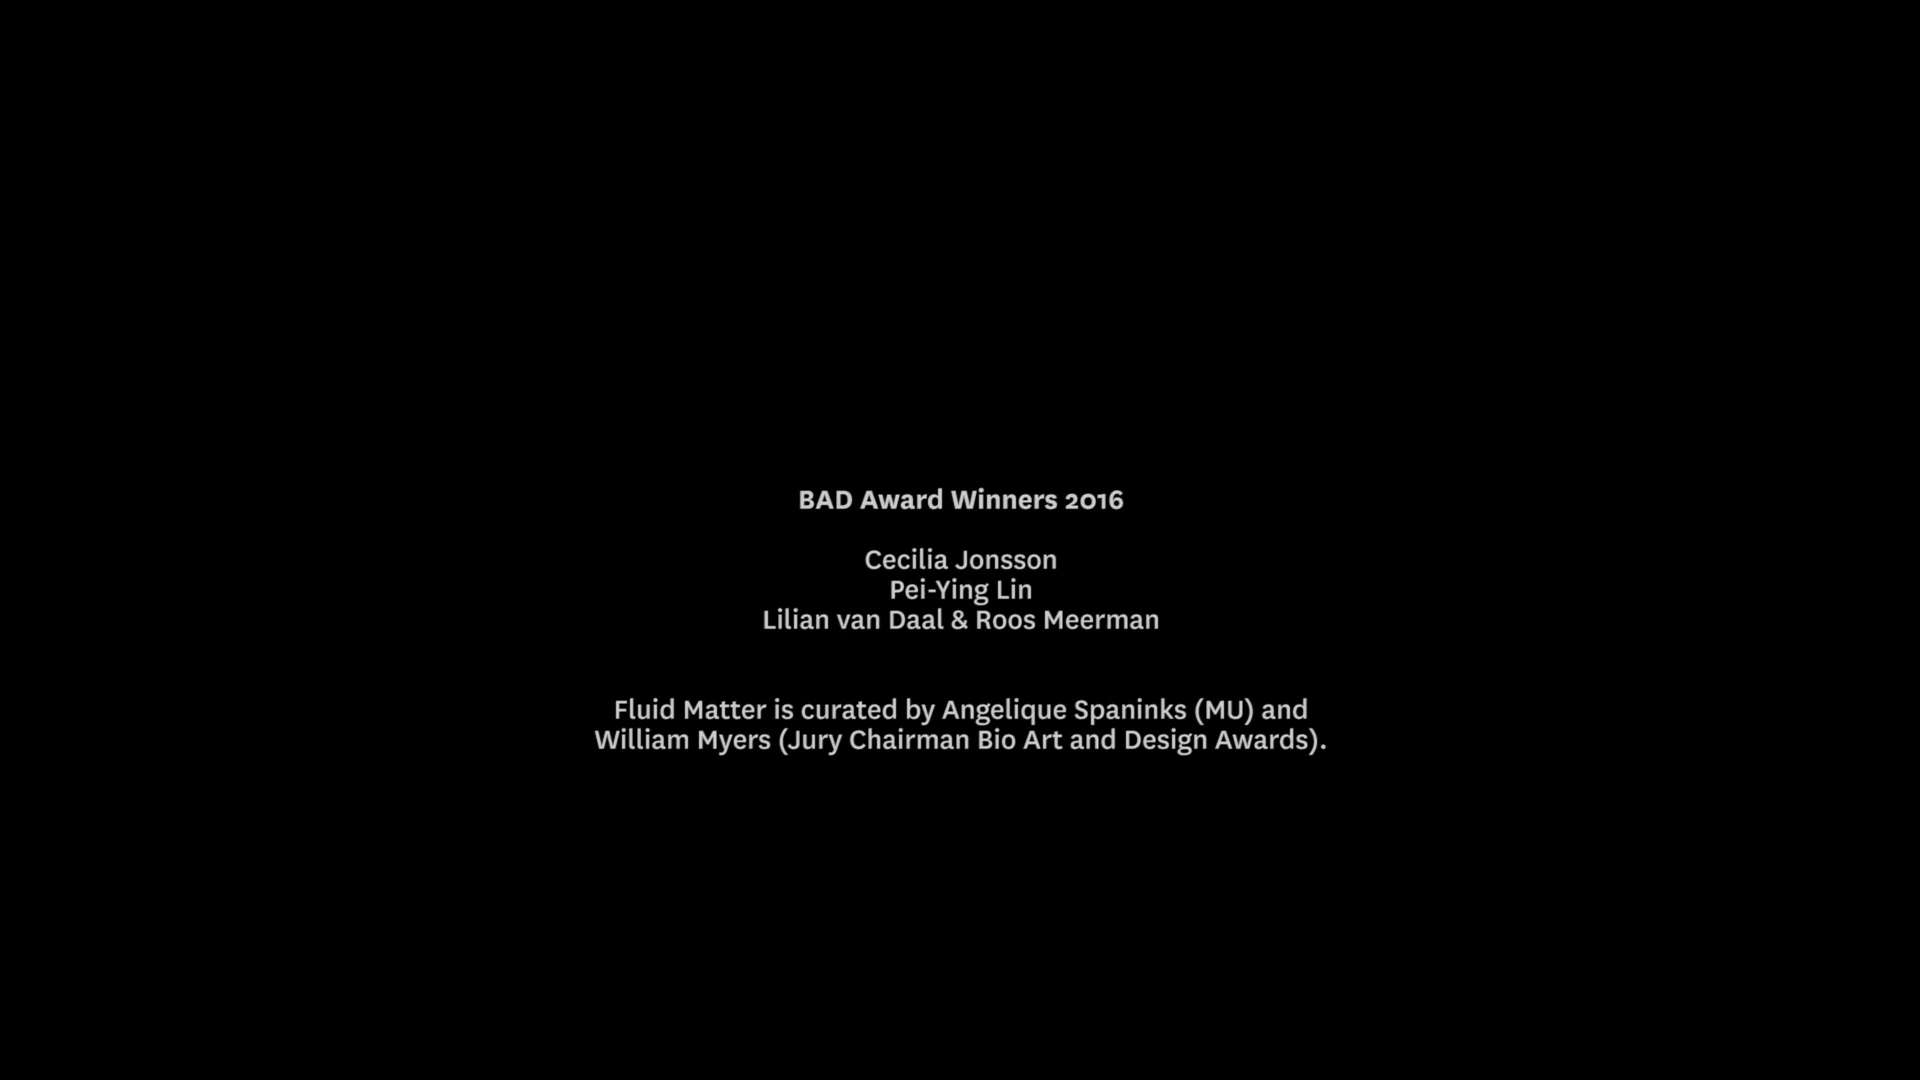 BAD Award Winners 2016
Cecilia Jonsson
Pei-Ying Lin
Lilian van Daal & Roos Meerman
Fluid Matter is curated by Angelique Spaninks (MU) and
William Myers (Jury Chairman Bio Art and Design Awards).